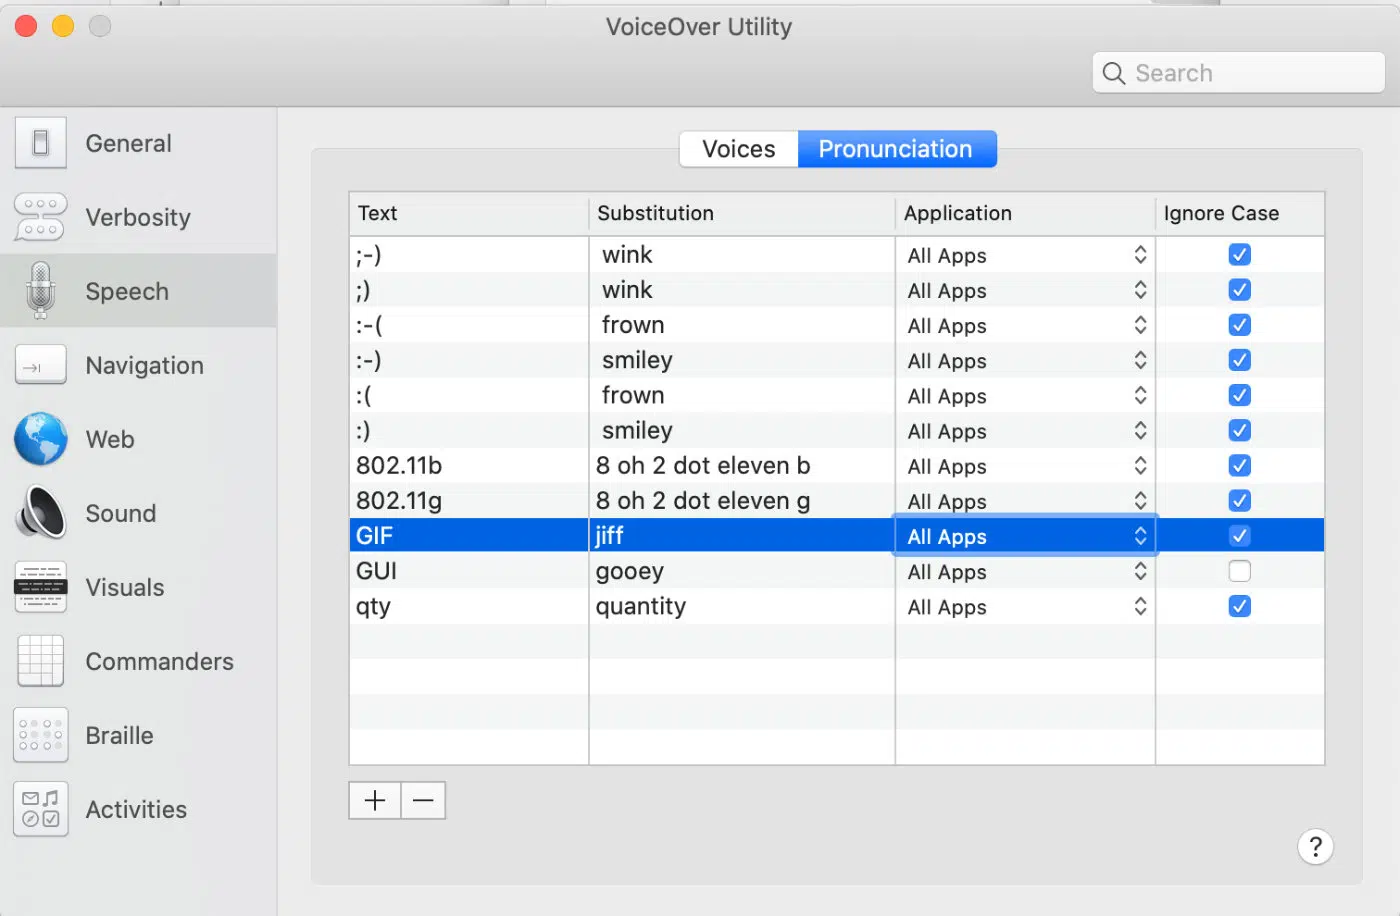 VoiceOver Utility
Search
General
Verbosity
Speech
Navigation
Web
Sound
Visuals
Commanders
Braille
Activities
Voices Pronunciation
Text Substitution Application Ignore Case
;-) wink All Apps
;) wink All Apps
:-( frown All Apps
:-) smiley All Apps
:( frown All Apps
:) smiley All Apps
802.11b 8 oh 2 dot eleven b All Apps
802.11g 8 oh 2 dot eleven g All Apps
GIF jiff All Apps
GUI gooey All Apps
qty quantity All Apps
+ −
?